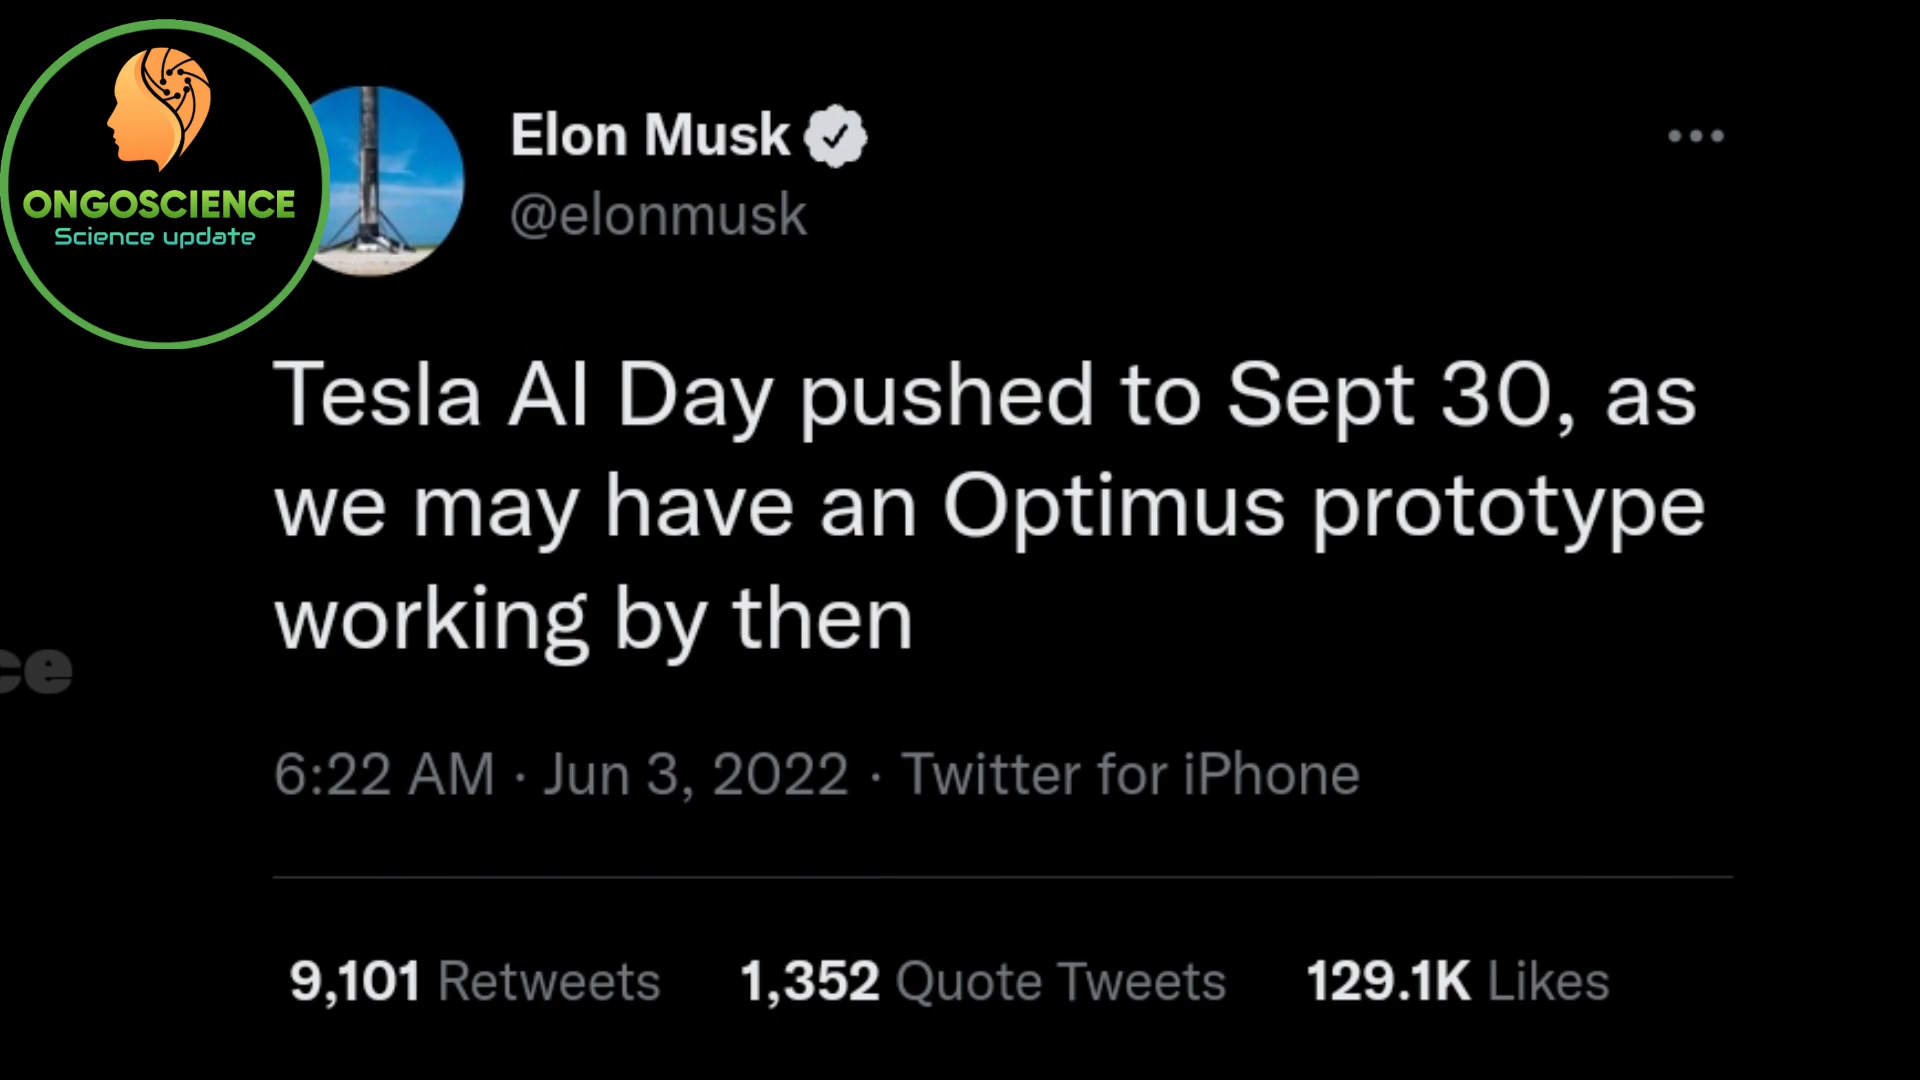 ONGOSCIENCE
Science update
Elon Musk
@elonmusk
Tesla AI Day pushed to Sept 30, as
we may have an Optimus prototype
working by then
ce
6:22 AM · Jun 3, 2022 · Twitter for iPhone
9,101 Retweets 1,352 Quote Tweets 129.1K Likes